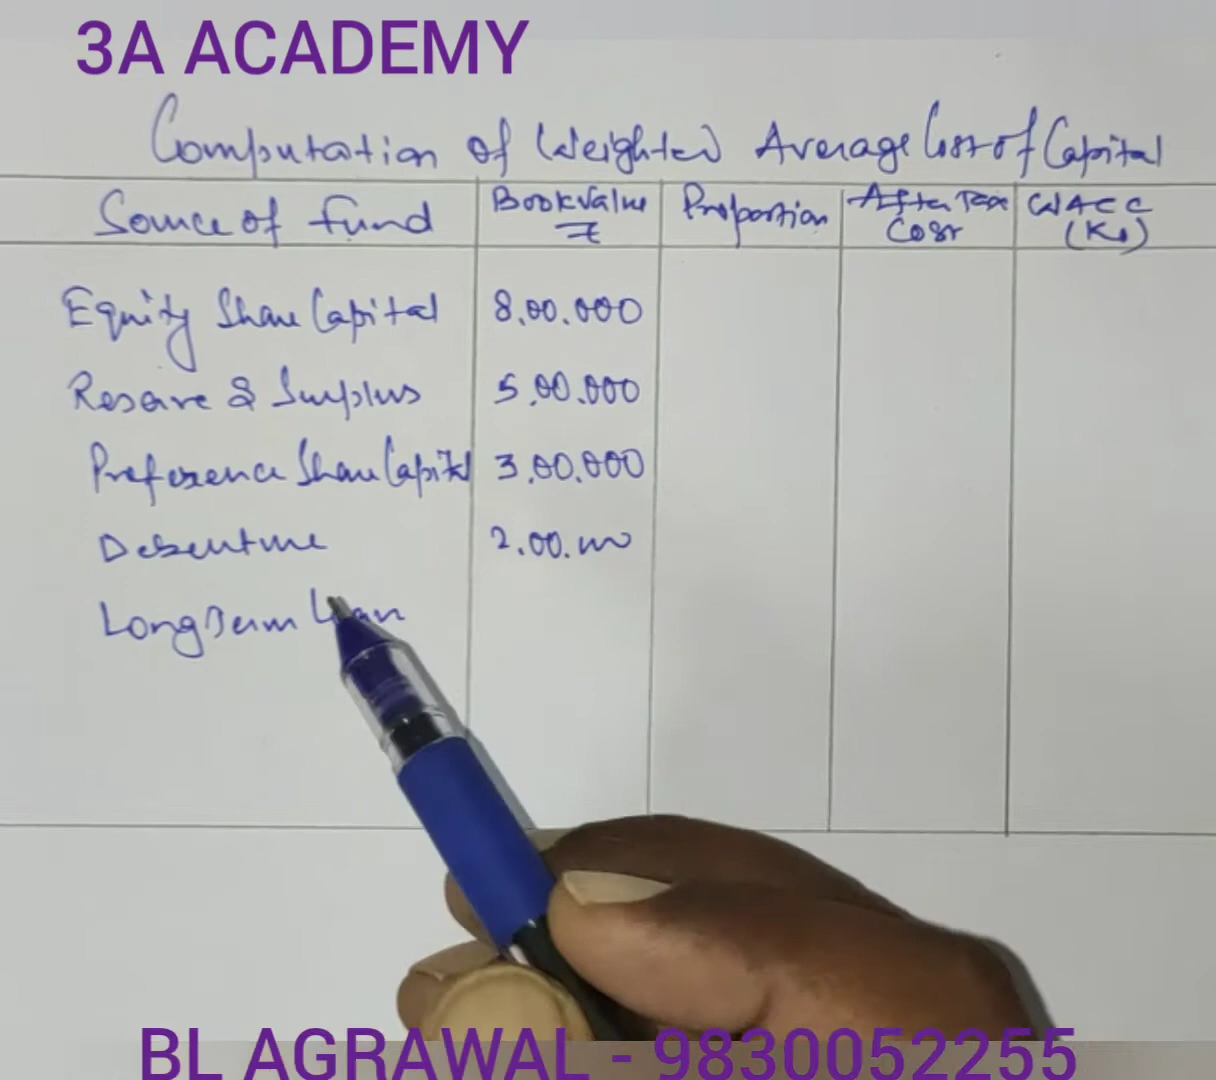 3A ACADEMY
Computation of Weighted Average Cost of Capital
Source of Fund Book Value ₹ Proportion After Tax Cost WACC (Ko)
Equity Share Capital 8,00,000
Reserve & Surplus 5,00,000
Preference Share Capital 3,00,000
Debenture 2,00,000
Long Term Loan
BL AGRAWAL - 9830052255